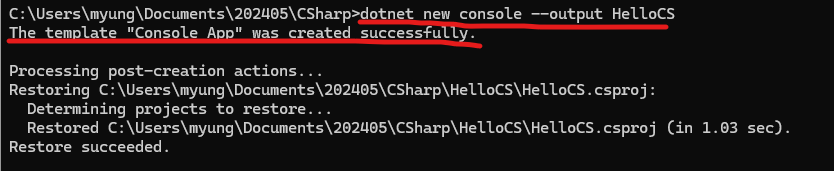 C:\Users\myung\Documents\202405\CSharp>dotnet new console --output HelloCS
The template "Console App" was created successfully.
Processing post-creation actions...
Restoring C:\Users\myung\Documents\202405\CSharp\HelloCS\HelloCS.csproj:
  Determining projects to restore...
  Restored C:\Users\myung\Documents\202405\CSharp\HelloCS\HelloCS.csproj (in 1.03 sec).
Restore succeeded.